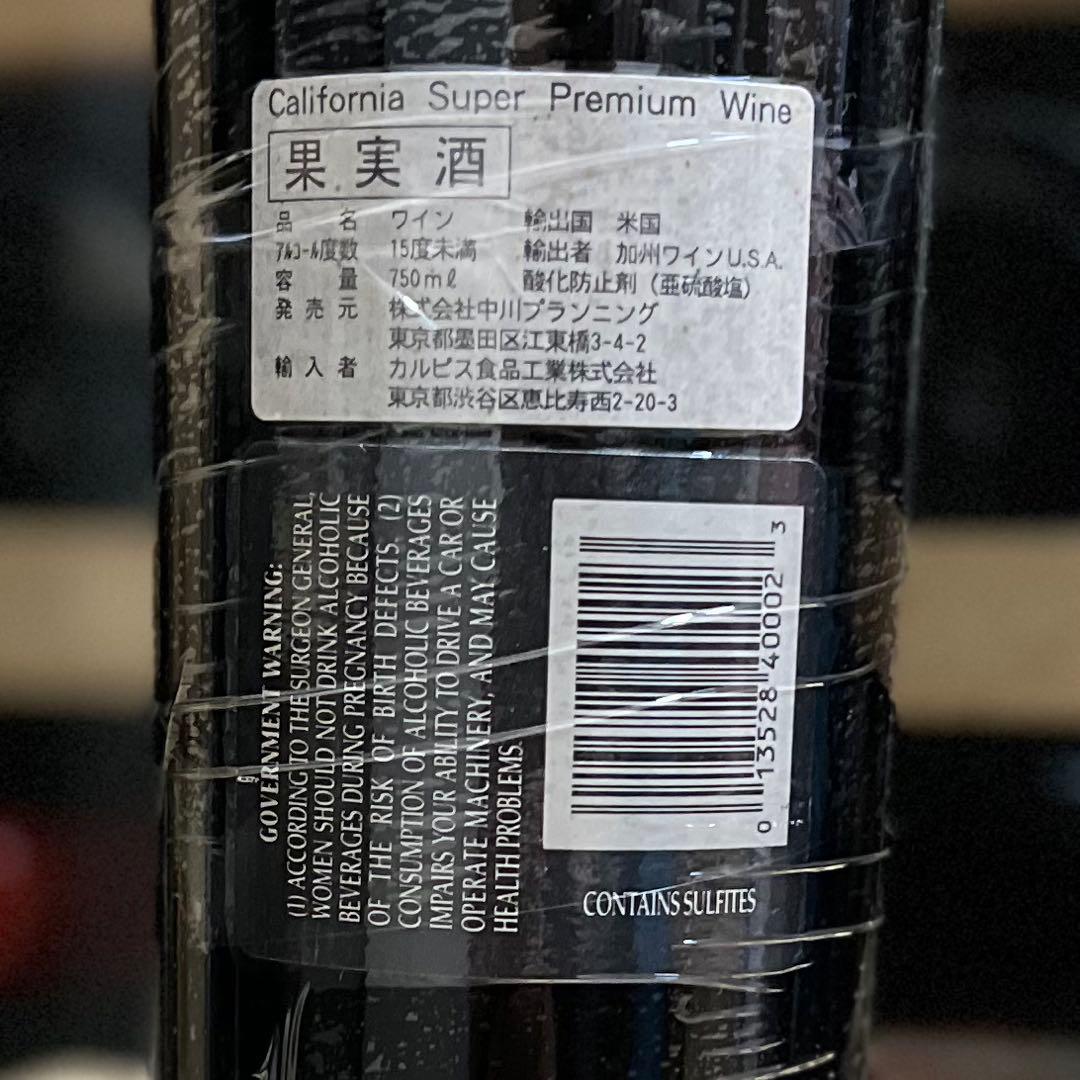 California Super Premium Wine
果実酒
品名 ワイン 輸出国 米国
ｱﾙｺｰﾙ度数 15度未満 輸出者 加州ワインU.S.A.
容量 750mℓ 酸化防止剤（亜硫酸塩）
発売元 株式会社中川プランニング
東京都墨田区江東橋3-4-2
輸入者 カルピス食品工業株式会社
東京都渋谷区恵比寿西2-20-3
GOVERNMENT WARNING:
(1) ACCORDING TO THE SURGEON GENERAL,
WOMEN SHOULD NOT DRINK ALCOHOLIC
BEVERAGES DURING PREGNANCY BECAUSE
OF THE RISK OF BIRTH DEFECTS. (2)
CONSUMPTION OF ALCOHOLIC BEVERAGES
IMPAIRS YOUR ABILITY TO DRIVE A CAR OR
OPERATE MACHINERY, AND MAY CAUSE
HEALTH PROBLEMS.
0 13528 40002 3
CONTAINS SULFITES